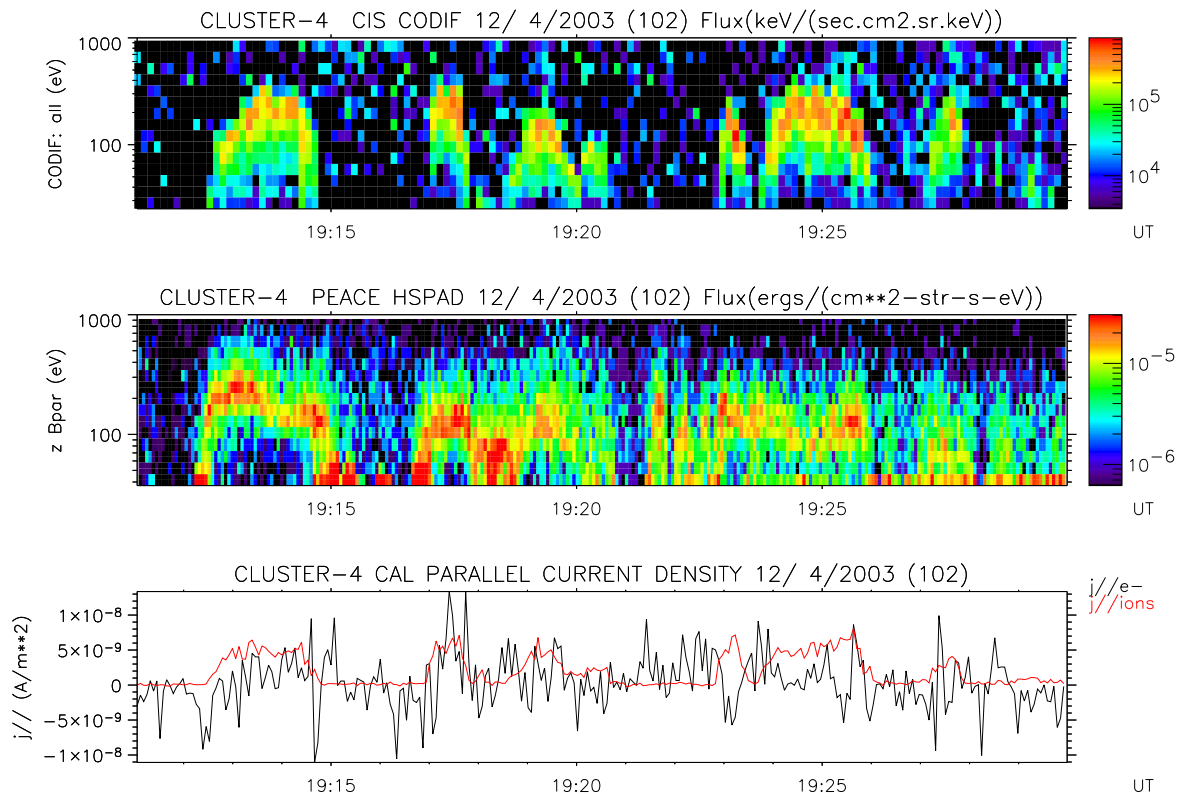 CLUSTER-4 CIS CODIF 12/ 4/2003 (102) Flux(keV/(sec.cm2.sr.keV))
1000
100
CODIF: all (eV)
10^5
10^4
19:15 19:20 19:25 UT
CLUSTER-4 PEACE HSPAD 12/ 4/2003 (102) Flux(ergs/(cm**2-str-s-eV))
1000
100
z Bpar (eV)
10^-5
10^-6
19:15 19:20 19:25 UT
CLUSTER-4 CAL PARALLEL CURRENT DENSITY 12/ 4/2003 (102)
j//e-
j//ions
1×10^-8
5×10^-9
0
-5×10^-9
-1×10^-8
j// (A/m**2)
19:15 19:20 19:25 UT